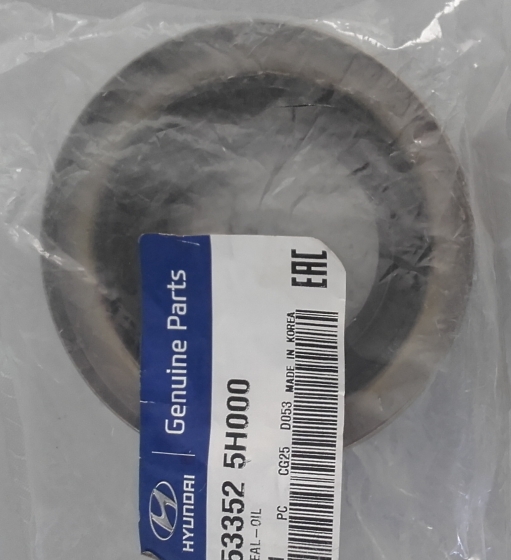 HYUNDAI | Genuine Parts
53352 5H000
EAL-OIL
PC CG25 D053 MADE IN KOREA
EAC